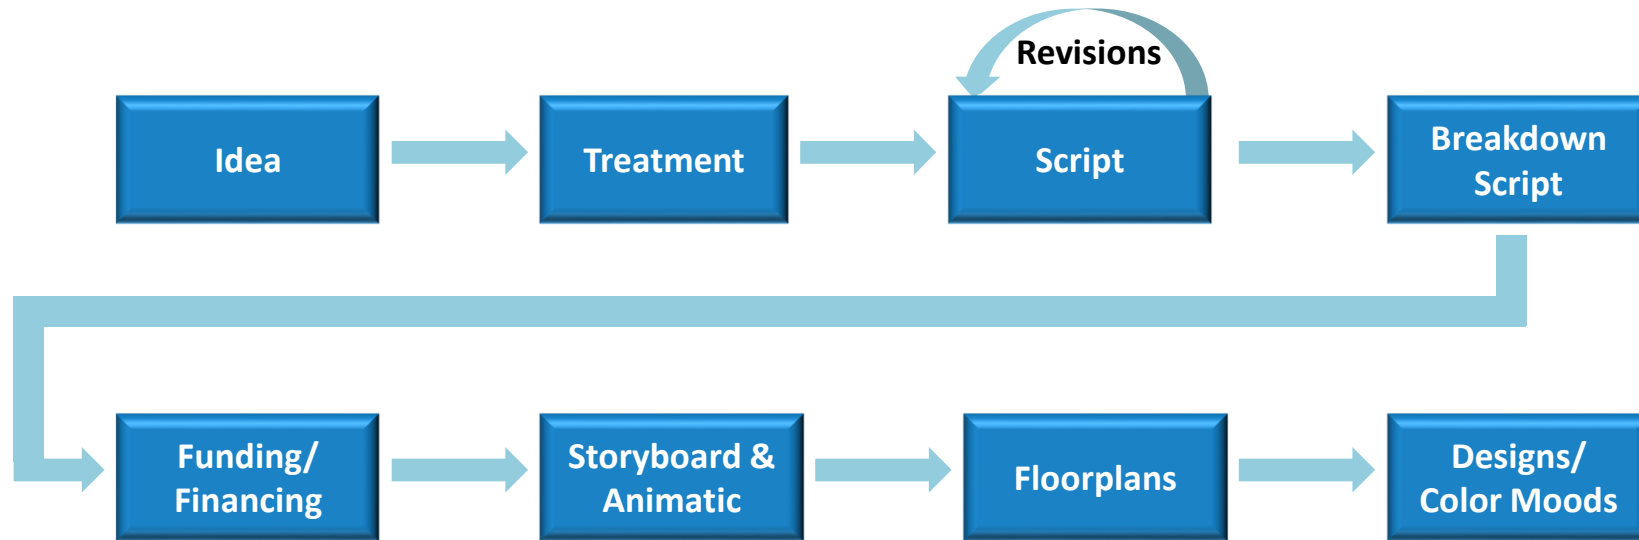 Revisions
Idea
Treatment
Script
Breakdown
Script
Funding/
Financing
Storyboard &
Animatic
Floorplans
Designs/
Color Moods